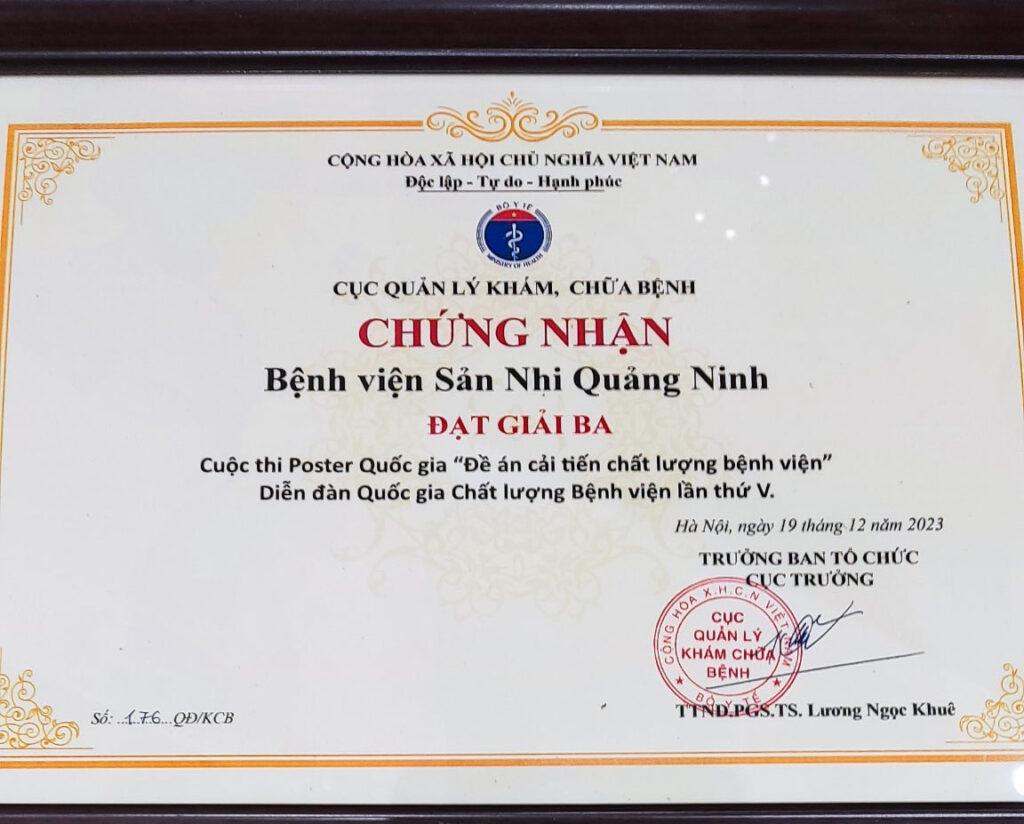 CỘNG HÒA XÃ HỘI CHỦ NGHĨA VIỆT NAM
Độc lập - Tự do - Hạnh phúc
BỘ Y TẾ
MINISTRY OF HEALTH
CỤC QUẢN LÝ KHÁM, CHỮA BỆNH
CHỨNG NHẬN
Bệnh viện Sản Nhi Quảng Ninh
ĐẠT GIẢI BA
Cuộc thi Poster Quốc gia “Đề án cải tiến chất lượng bệnh viện”
Diễn đàn Quốc gia Chất lượng Bệnh viện lần thứ V.
Hà Nội, ngày 19 tháng 12 năm 2023
TRƯỞNG BAN TỔ CHỨC
CỤC TRƯỞNG
CỘNG HÒA X.H.C.N VIỆT NAM
CỤC
QUẢN LÝ
KHÁM CHỮA
BỆNH
BỘ Y TẾ
TTND.PGS.TS. Lương Ngọc Khuê
Số: ..176...QĐ/KCB